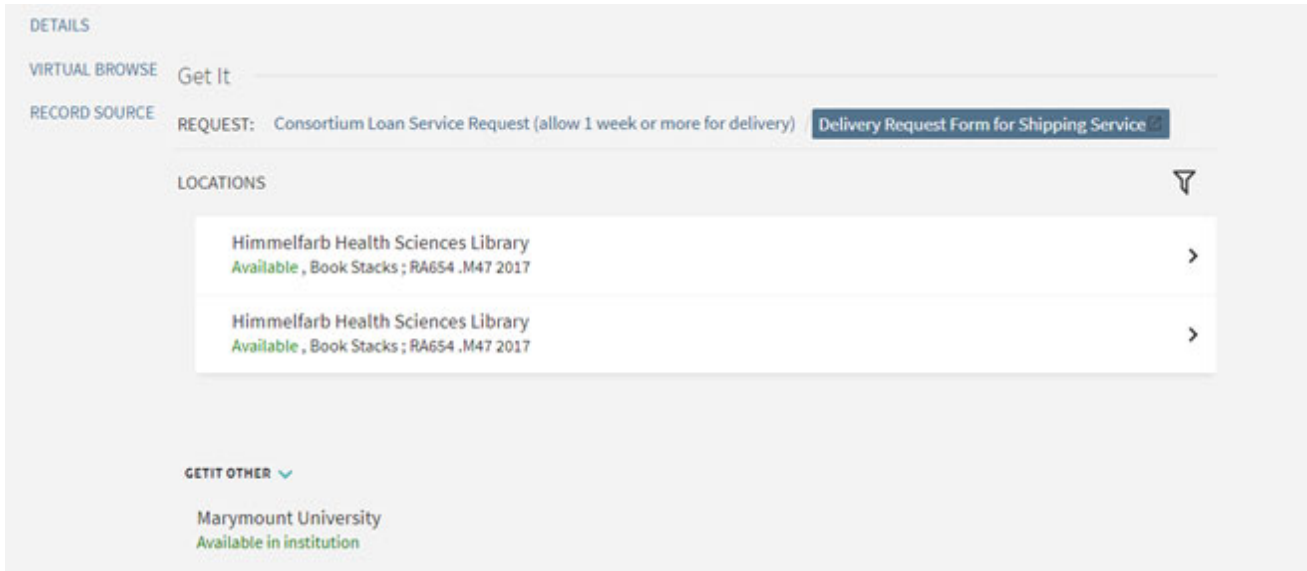 DETAILS
VIRTUAL BROWSE
RECORD SOURCE
Get It
REQUEST: Consortium Loan Service Request (allow 1 week or more for delivery) / Delivery Request Form for Shipping Service
LOCATIONS
Himmelfarb Health Sciences Library
Available , Book Stacks ; RA654 .M47 2017
Himmelfarb Health Sciences Library
Available , Book Stacks ; RA654 .M47 2017
GETIT OTHER
Marymount University
Available in institution